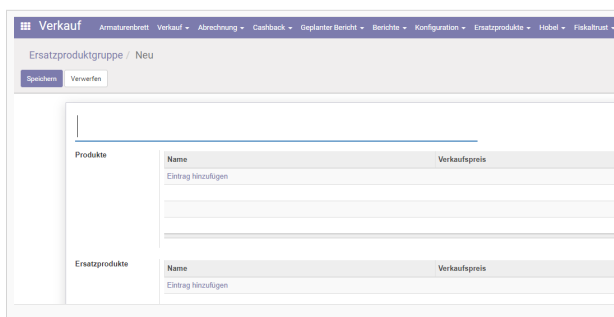 Verkauf Armaturenbrett Verkauf Abrechnung Cashback Geplanter Bericht Berichte Konfiguration Ersatzprodukte Hobel Fiskaltrust
Ersatzproduktgruppe / Neu
Speichern Verwerfen
Produkte
Name Verkaufspreis
Eintrag hinzufügen
Ersatzprodukte
Name Verkaufspreis
Eintrag hinzufügen